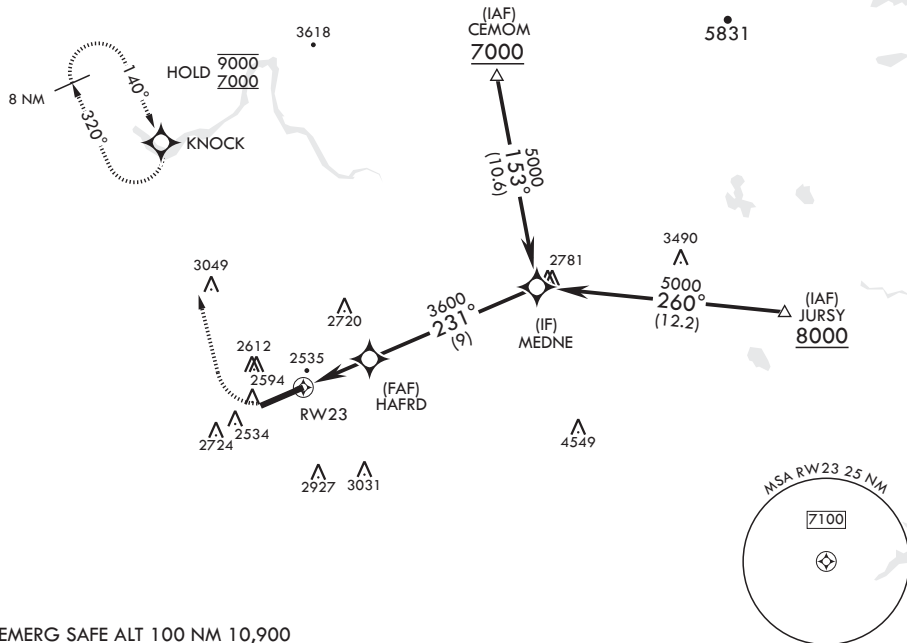 3618
(IAF)
CEMOM
7000
5831
HOLD 9000
7000
8 NM
140°
320°
KNOCK
5000
153°
(10.6)
3490
2781
3049
5000
260°
(12.2)
(IAF)
JURSY
8000
3600
231°
(9)
(IF)
MEDNE
2720
2612
2535
2594
(FAF)
HAFRD
RW23
2724
2534
4549
2927
3031
MSA RW23 25 NM
7100
EMERG SAFE ALT 100 NM 10,900